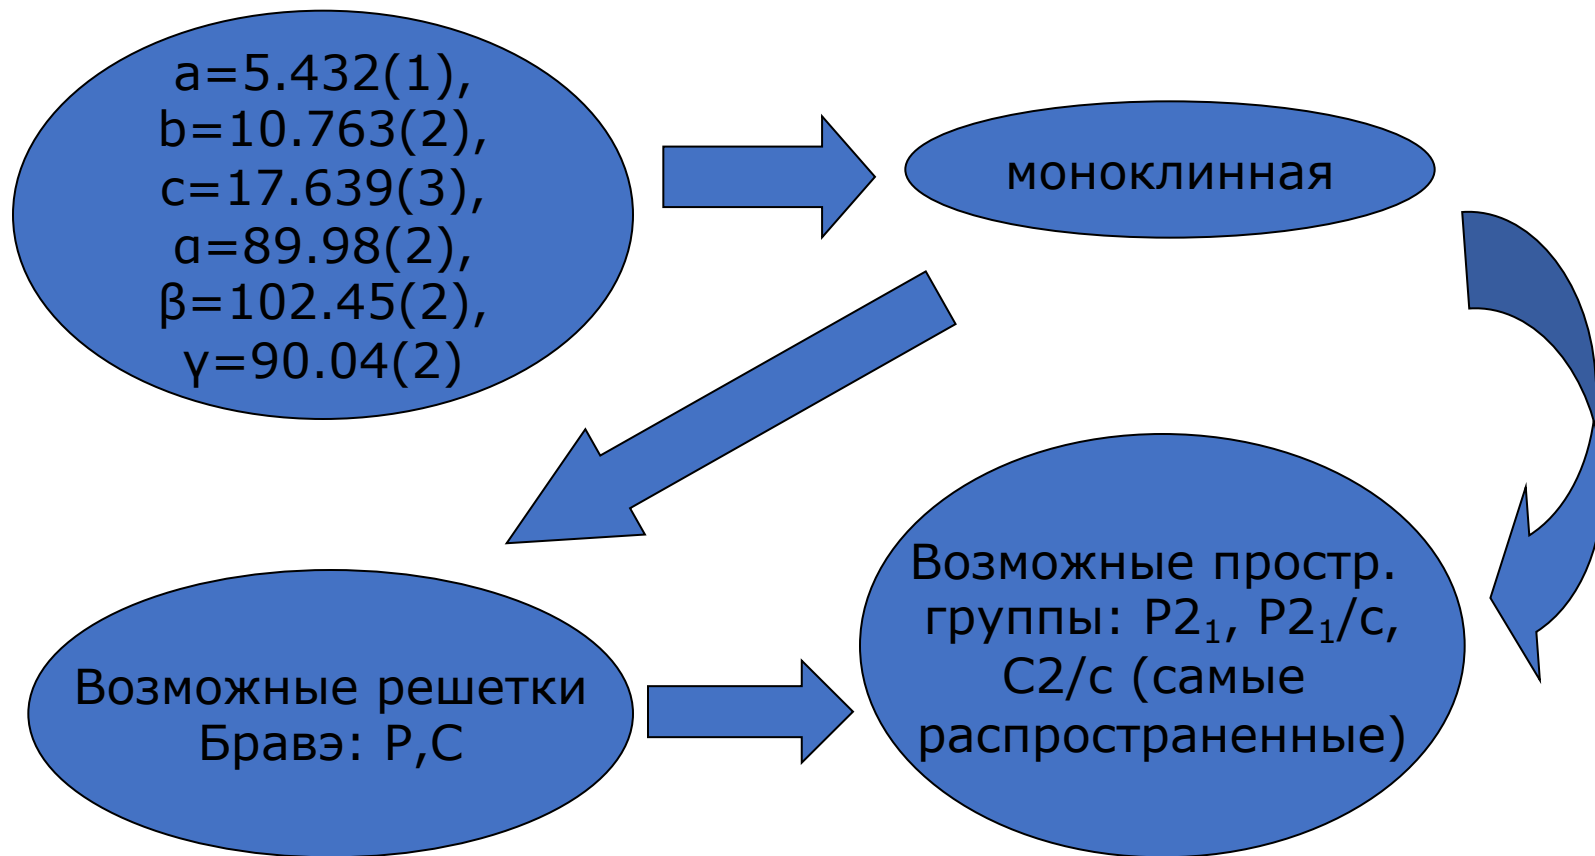 a=5.432(1),
b=10.763(2),
c=17.639(3),
α=89.98(2),
β=102.45(2),
γ=90.04(2)
моноклинная
Возможные решетки
Бравэ: P,C
Возможные простр.
группы: P2₁, P2₁/c,
C2/c (самые
распространенные)